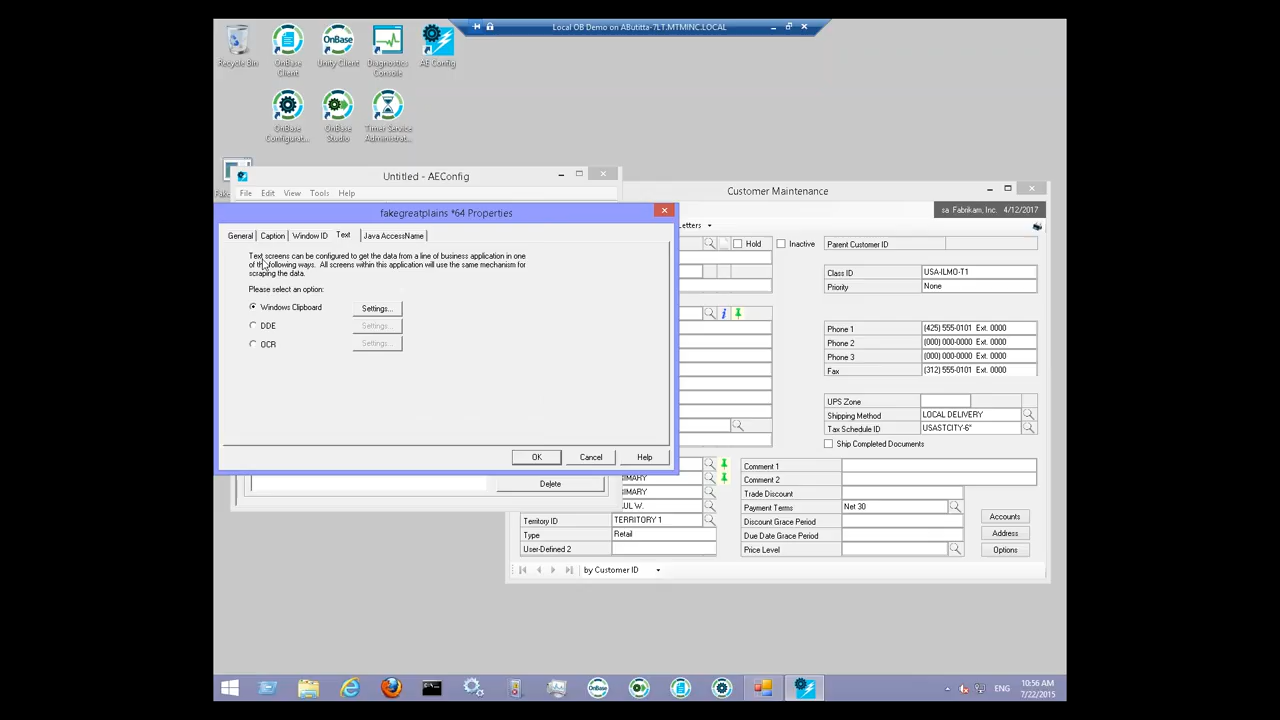 Local OB Demo on AButitta-7LT.MTMINC.LOCAL
Recycle Bin
OnBase
Client
Unity Client
Diagnostics
Console
AE Config
OnBase
Configurat...
OnBase
Studio
Timer Service
Administrat...
Untitled - AEConfig
File Edit View Tools Help
fakegreatplains *64 Properties
General Caption Window ID Text Java AccessName
Text screens can be configured to get the data from a line of business application in one
of the following ways. All screens within this application will use the same mechanism for
scraping the data.
Please select an option:
Windows Clipboard Settings...
DDE Settings...
OCR Settings...
OK Cancel Help
Delete
Customer Maintenance
sa Fabrikam, Inc. 4/12/2017
Hold Inactive Parent Customer ID
Class ID USA-ILMO-T1
Priority None
Phone 1 (425) 555-0101 Ext. 0000
Phone 2 (000) 000-0000 Ext. 0000
Phone 3 (000) 000-0000 Ext. 0000
Fax (312) 555-0101 Ext. 0000
UPS Zone
Shipping Method LOCAL DELIVERY
Tax Schedule ID USASTCITY-6*
Ship Completed Documents
Comment 1
Comment 2
Trade Discount
Payment Terms Net 30
Territory ID TERRITORY 1 Discount Grace Period
Type Retail Due Date Grace Period
User-Defined 2 Price Level
Accounts
Address
Options
by Customer ID
OnBase
ENG
10:56 AM
7/22/2015